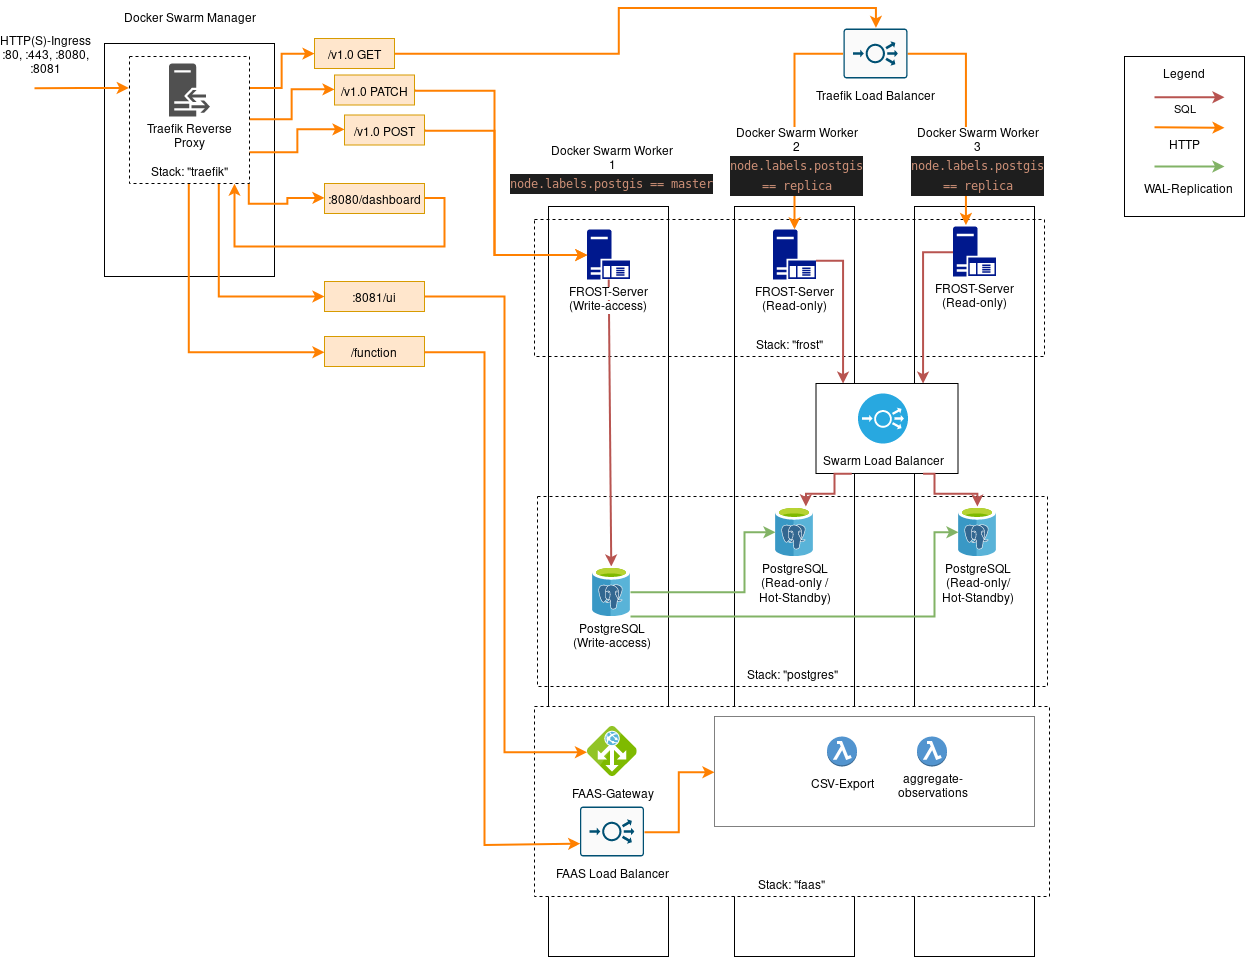 Docker Swarm Manager
HTTP(S)-Ingress
:80, :443, :8080,
:8081
Traefik Reverse
Proxy
Stack: "traefik"
/v1.0 GET
/v1.0 PATCH
/v1.0 POST
:8080/dashboard
:8081/ui
/function
Traefik Load Balancer
Docker Swarm Worker
1
node.labels.postgis == master
Docker Swarm Worker
2
node.labels.postgis
== replica
Docker Swarm Worker
3
node.labels.postgis
== replica
Legend
SQL
HTTP
WAL-Replication
FROST-Server
(Write-access)
FROST-Server
(Read-only)
FROST-Server
(Read-only)
Stack: "frost"
Swarm Load Balancer
PostgreSQL
(Read-only /
Hot-Standby)
PostgreSQL
(Read-only/
Hot-Standby)
PostgreSQL
(Write-access)
Stack: "postgres"
FAAS-Gateway
CSV-Export
aggregate-
observations
FAAS Load Balancer
Stack: "faas"